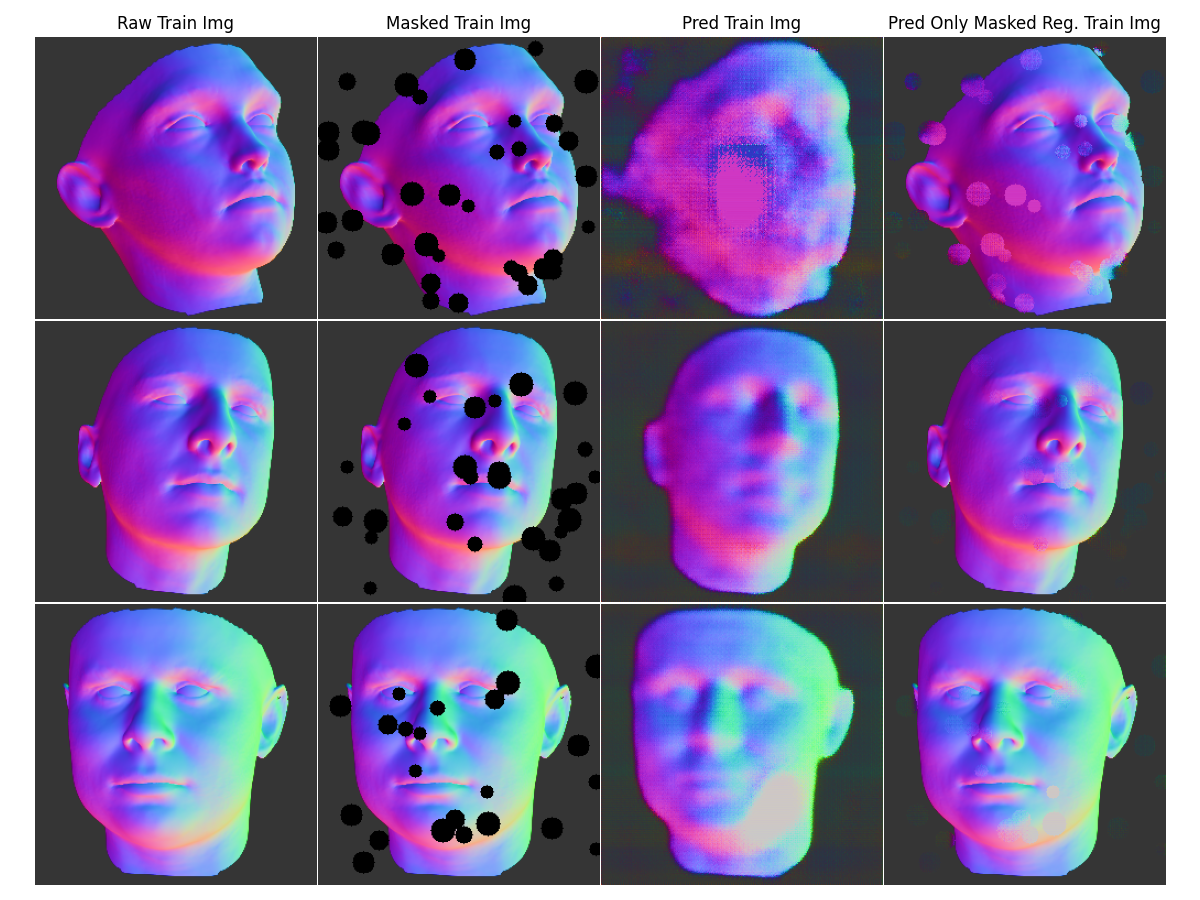 Raw Train Img
Masked Train Img
Pred Train Img
Pred Only Masked Reg. Train Img